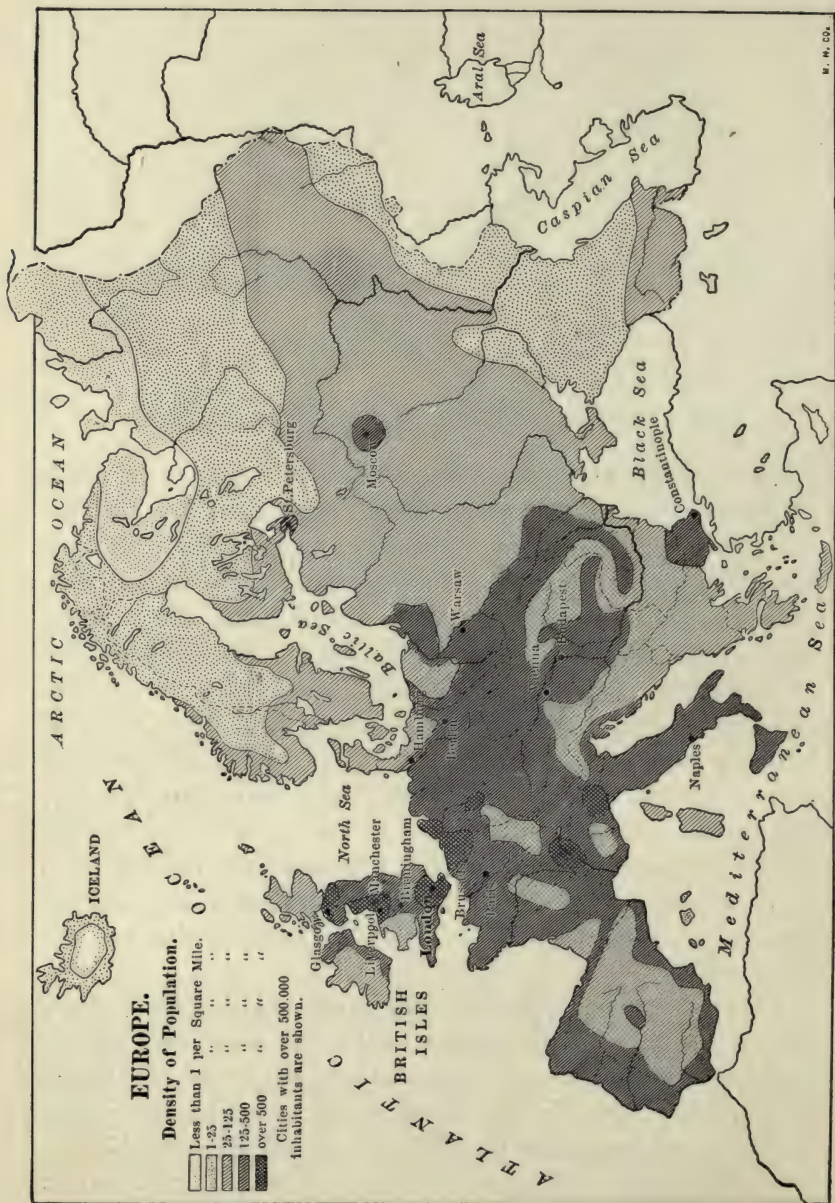 EUROPE.
Density of Population.
Less than 1 per Square Mile.
1-25 " " "
25-125 " " "
125-500 " " "
over 500 " " "
Cities with over 500.000
inhabitants are shown.
ICELAND
ARCTIC OCEAN
ATLANTIC OCEAN
North Sea
Baltic Sea
BRITISH
ISLES
Glasgow
Liverpool
Manchester
Birmingham
London
Paris
Hamb
Berlin
Warsaw
Vienna
Budapest
St. Petersburg
Moscow
Naples
Constantinople
Black Sea
Caspian Sea
Aral Sea
Mediterranean Sea
M. N. CO.